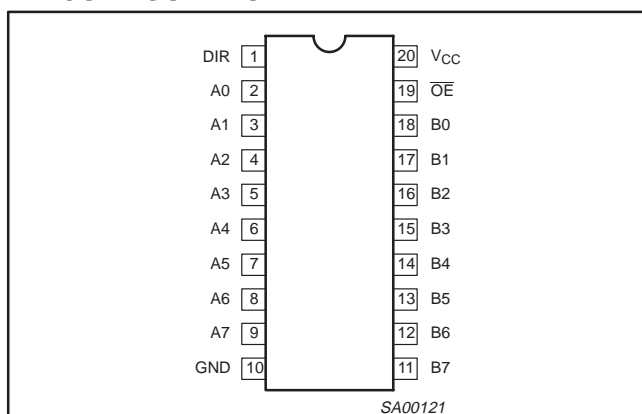 DIR 1 20 VCC
A0 2 19 O̅E̅
A1 3 18 B0
A2 4 17 B1
A3 5 16 B2
A4 6 15 B3
A5 7 14 B4
A6 8 13 B5
A7 9 12 B6
GND 10 11 B7
SA00121